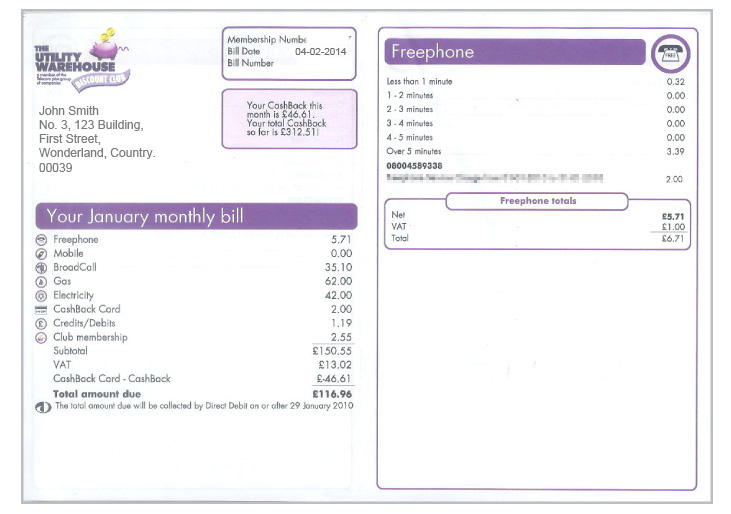 THE
UTILITY
WAREHOUSE
a member of the
Telecom plus group
of companies
DISCOUNT CLUB
Membership Numbe
Bill Date 04-02-2014
Bill Number
Your CashBack this
month is £46.61.
Your total CashBack
so far is £312.51!
John Smith
No. 3, 123 Building,
First Street,
Wonderland, Country.
00039
Your January monthly bill
Freephone 5.71
Mobile 0.00
BroadCall 35.10
Gas 62.00
Electricity 42.00
CashBack Card 2.00
Credits/Debits 1.19
Club membership 2.55
Subtotal £150.55
VAT £13.02
CashBack Card - CashBack £-46.61
Total amount due £116.96
The total amount due will be collected by Direct Debit on or after 29 January 2010
Freephone
FREE
Less than 1 minute 0.32
1 - 2 minutes 0.00
2 - 3 minutes 0.00
3 - 4 minutes 0.00
4 - 5 minutes 0.00
Over 5 minutes 3.39
08004589338
2.00
Freephone totals
Net £5.71
VAT £1.00
Total £6.71